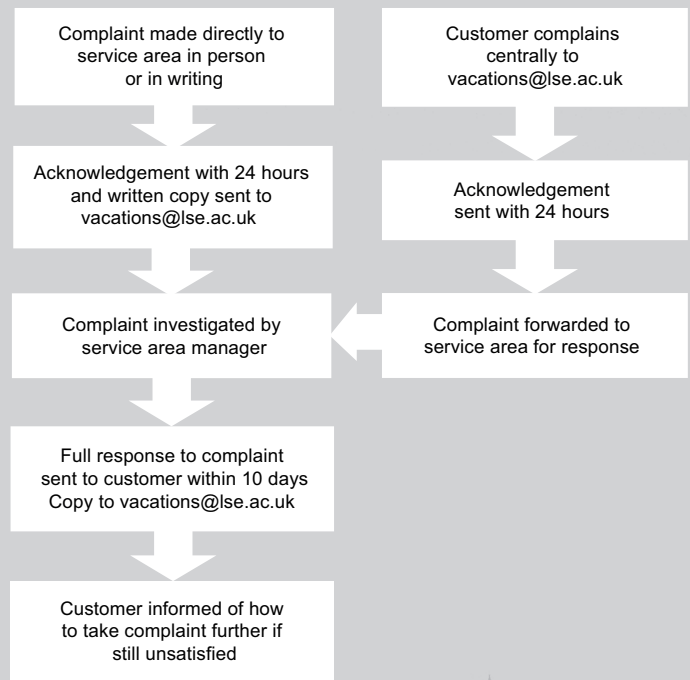 Complaint made directly to
service area in person
or in writing
Customer complains
centrally to
vacations@lse.ac.uk
Acknowledgement with 24 hours
and written copy sent to
vacations@lse.ac.uk
Acknowledgement
sent with 24 hours
Complaint investigated by
service area manager
Complaint forwarded to
service area for response
Full response to complaint
sent to customer within 10 days
Copy to vacations@lse.ac.uk
Customer informed of how
to take complaint further if
still unsatisfied